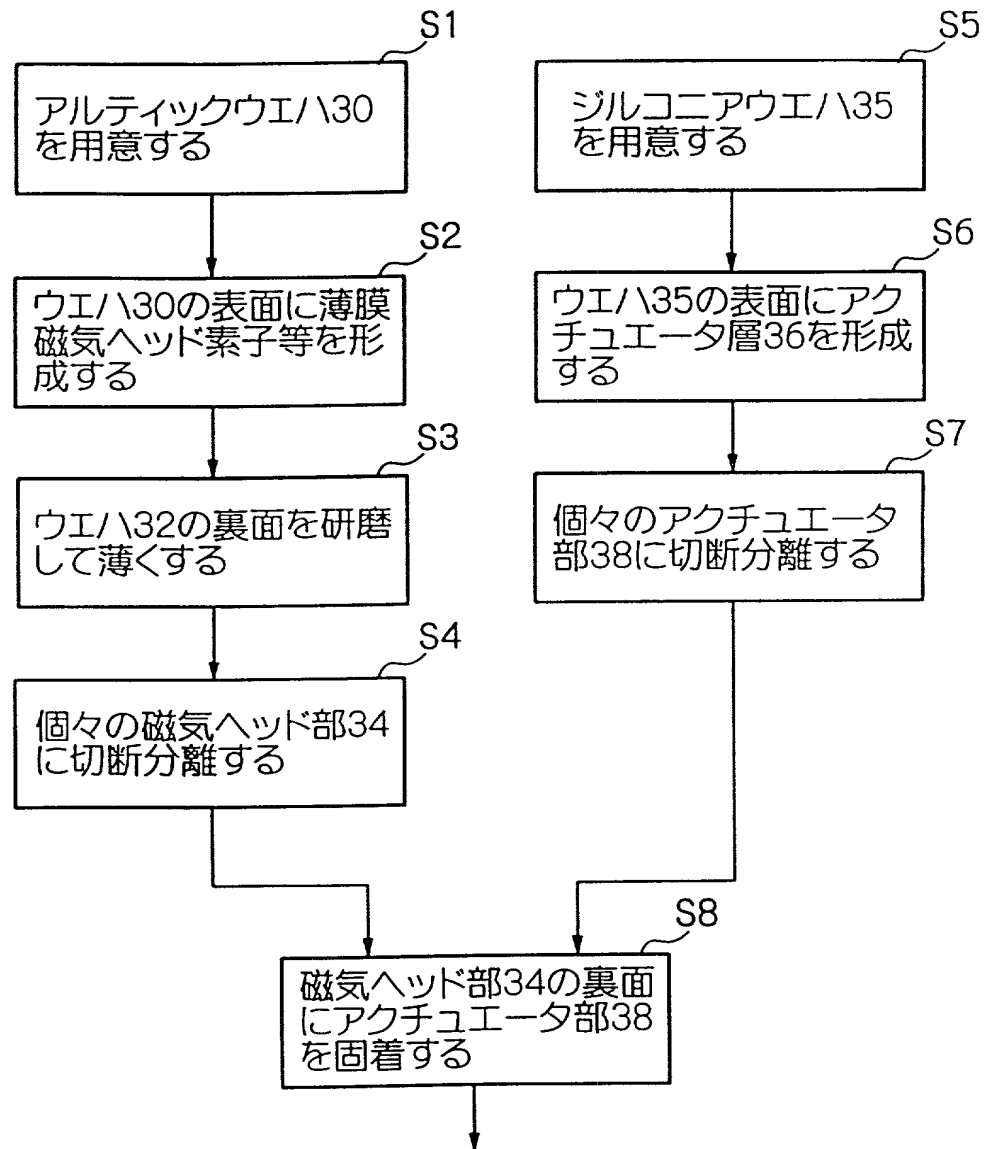 S1
アルティックウエハ30
を用意する
S2
ウエハ30の表面に薄膜
磁気ヘッド素子等を形
成する
S3
ウエハ32の裏面を研磨
して薄くする
S4
個々の磁気ヘッド部34
に切断分離する
S5
ジルコニアウエハ35
を用意する
S6
ウエハ35の表面にアク
チュエータ層36を形成
する
S7
個々のアクチュエータ
部38に切断分離する
S8
磁気ヘッド部34の裏面
にアクチュエータ部38
を固着する